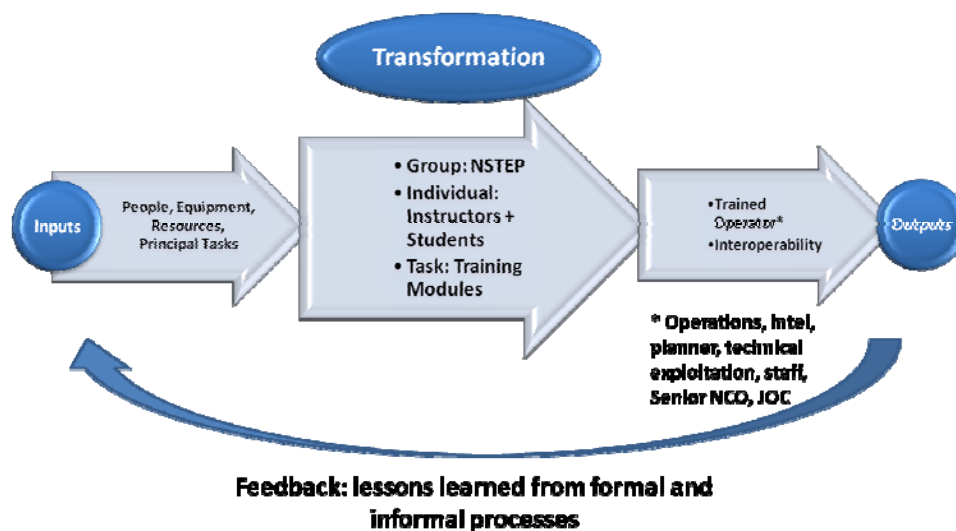 Transformation
Inputs
People, Equipment,
Resources,
Principal Tasks
• Group: NSTEP
• Individual:
Instructors +
Students
• Task: Training
Modules
• Trained
Operator*
• Interoperability
Outputs
* Operations, Intel,
planner, technical
exploitation, staff,
Senior NCO, JOC
Feedback: lessons learned from formal and
informal processes